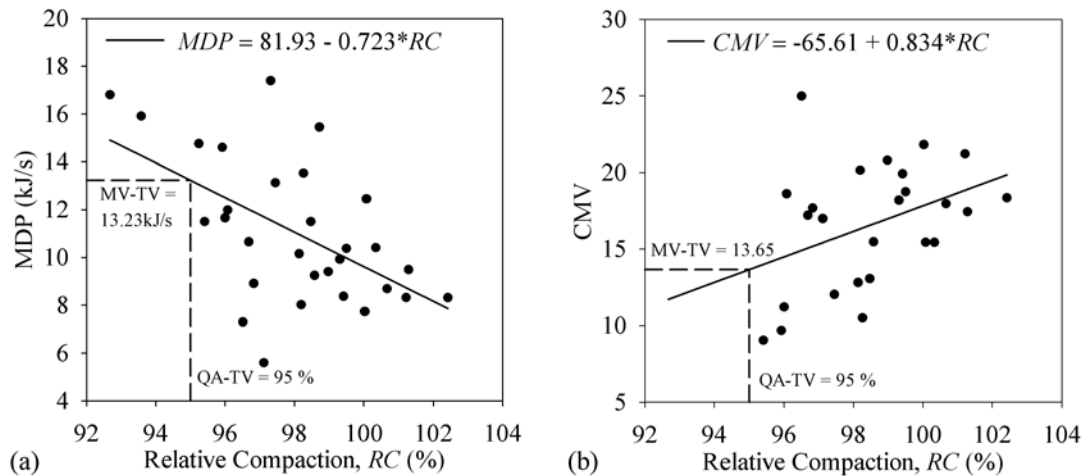 20
18
16
14
12
10
8
6
4
MDP (kJ/s)
MDP = 81.93 - 0.723*RC
MV-TV =
13.23kJ/s
QA-TV = 95 %
92 94 96 98 100 102 104
(a) Relative Compaction, RC (%)
30
25
20
15
10
5
CMV
CMV = -65.61 + 0.834*RC
MV-TV = 13.65
QA-TV = 95 %
92 94 96 98 100 102 104
(b) Relative Compaction, RC (%)